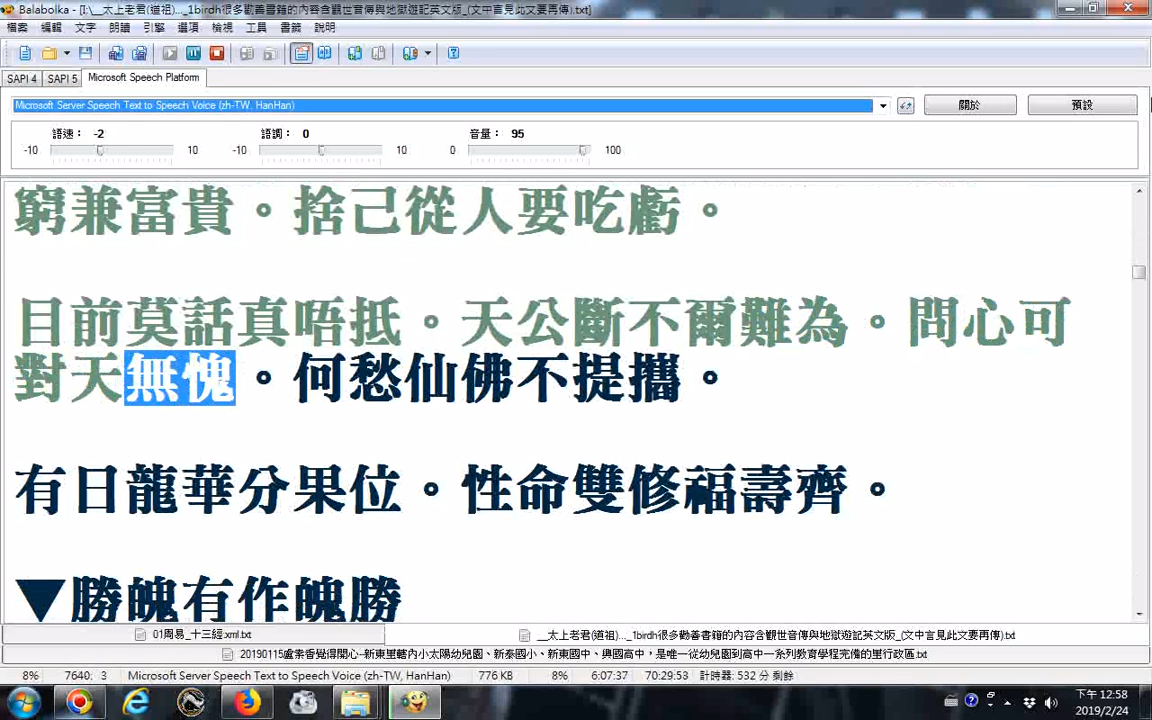 Balabolka - [I:\__太上老君(道祖)..._1birdh很多勸善書籍的內容含觀世音傳與地獄遊記英文版_(文中言見此文要再傳).txt]
檔案 編輯 文字 朗讀 引擎 選項 檢視 工具 書籤 說明
SAPI 4 SAPI 5 Microsoft Speech Platform
Microsoft Server Speech Text to Speech Voice (zh-TW, HanHan)
關於 預設
語速： -2 語調： 0 音量： 95
-10 10 -10 10 0 100
窮兼富貴。捨己從人要吃虧。
目前莫話真唔抵。天公斷不爾難為。問心可
對天無愧。何愁仙佛不提攜。
有日龍華分果位。性命雙修福壽齊。
▼勝魄有作魄勝
01周易_十三經.xml.txt
__太上老君(道祖)..._1birdh很多勸善書籍的內容含觀世音傳與地獄遊記英文版_(文中言見此文要再傳).txt
20190115盧素香覺得開心─新東里轄內小太陽幼兒園、新泰國小、新東國中、興國高中，是唯一從幼兒園到高中一系列教育學程完備的里行政區.txt
8% 7640, 3 Microsoft Server Speech Text to Speech Voice (zh-TW, HanHan) 776 KB 8% 6:07:37 70:29:53 計時器： 532 分 剩餘
下午 12:58
2019/2/24